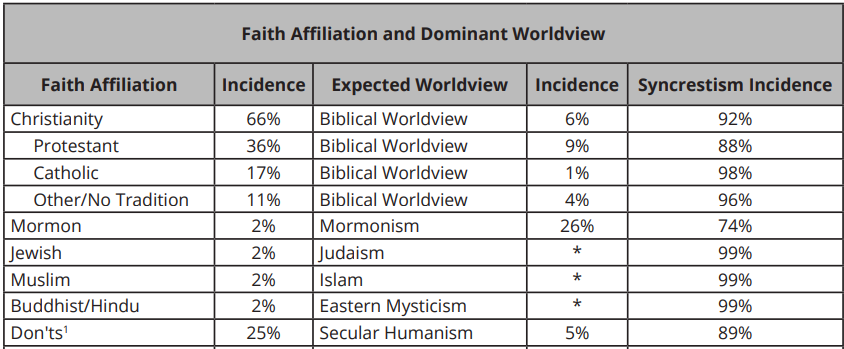 Faith Affiliation and Dominant Worldview
Faith Affiliation Incidence Expected Worldview Incidence Syncrestism Incidence
Christianity 66% Biblical Worldview 6% 92%
Protestant 36% Biblical Worldview 9% 88%
Catholic 17% Biblical Worldview 1% 98%
Other/No Tradition 11% Biblical Worldview 4% 96%
Mormon 2% Mormonism 26% 74%
Jewish 2% Judaism * 99%
Muslim 2% Islam * 99%
Buddhist/Hindu 2% Eastern Mysticism * 99%
Don'ts¹ 25% Secular Humanism 5% 89%